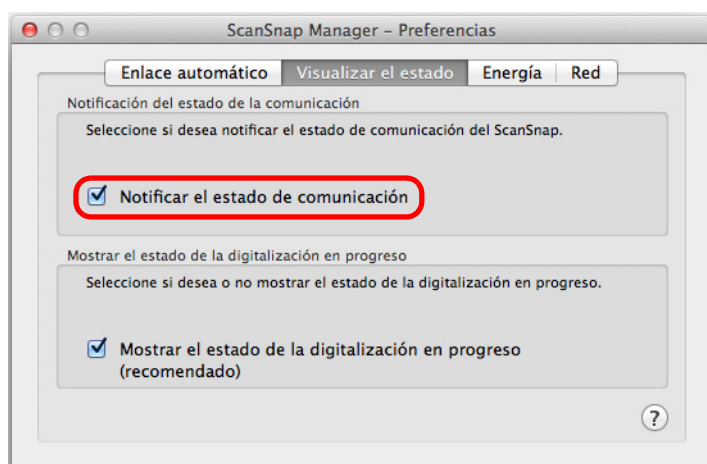 ScanSnap Manager – Preferencias
Enlace automático Visualizar el estado Energía Red
Notificación del estado de la comunicación
Seleccione si desea notificar el estado de comunicación del ScanSnap.
Notificar el estado de comunicación
Mostrar el estado de la digitalización en progreso
Seleccione si desea o no mostrar el estado de la digitalización en progreso.
Mostrar el estado de la digitalización en progreso
(recomendado)
?